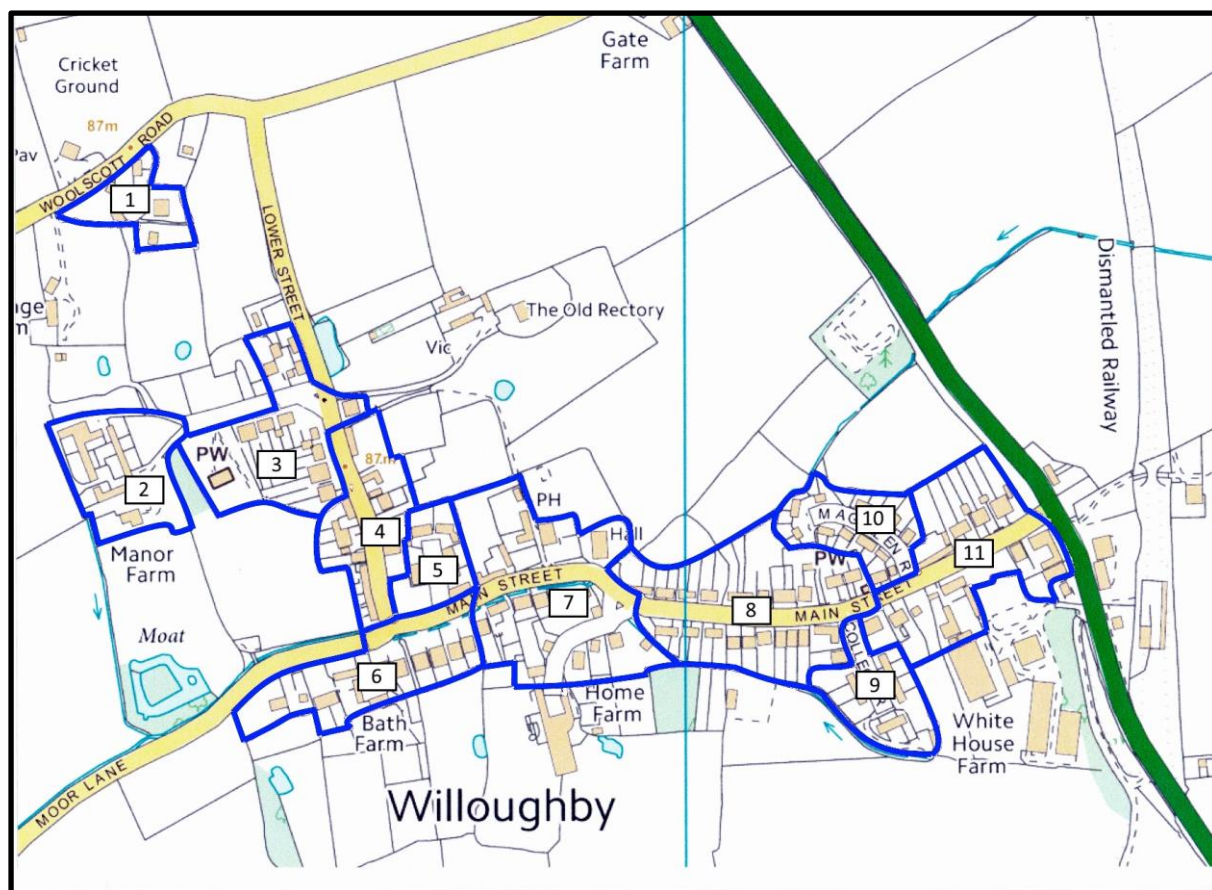 Gate
Farm
Cricket
Ground
87m
WOOLSCOTT ROAD
Pav
1
LOWER STREET
Dismantled Railway
The Old Rectory
Vic
PW
3
2
87m
PH
4
Hall
MAGDALEN R
10
PW
11
5
Manor
Farm
MAIN STREET
7
8
MAIN STREET
Moat
6
9
Home
Farm
Bath
Farm
White
House
Farm
MOOR LANE
Willoughby